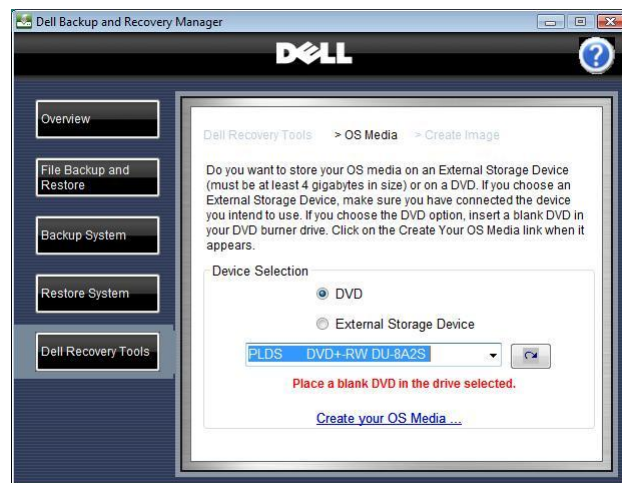 Dell Backup and Recovery Manager
DELL
?
Overview
File Backup and
Restore
Backup System
Restore System
Dell Recovery Tools
Dell Recovery Tools > OS Media > Create Image
Do you want to store your OS media on an External Storage Device
(must be at least 4 gigabytes in size) or on a DVD. If you choose an
External Storage Device, make sure you have connected the device
you intend to use. If you choose the DVD option, insert a blank DVD in
your DVD burner drive. Click on the Create Your OS Media link when it
appears.
Device Selection
DVD
External Storage Device
PLDS DVD+-RW DU-8A2S
Place a blank DVD in the drive selected.
Create your OS Media ...